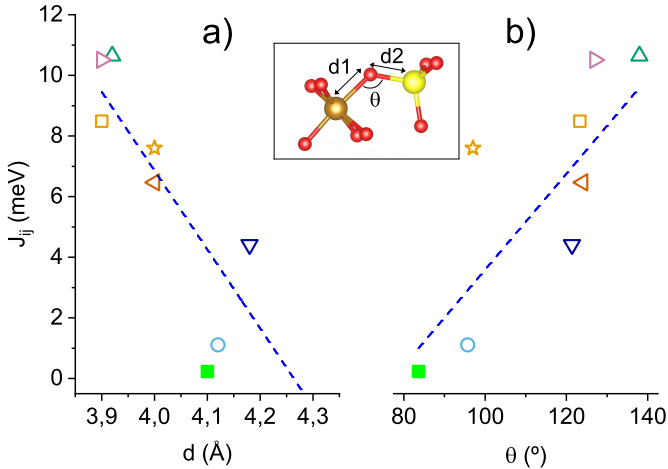 a)
b)
d1
d2
θ
J_ij (meV)
12
10
8
6
4
2
0
3,9 4,0 4,1 4,2 4,3
d (Å)
80 100 120 140
θ (º)